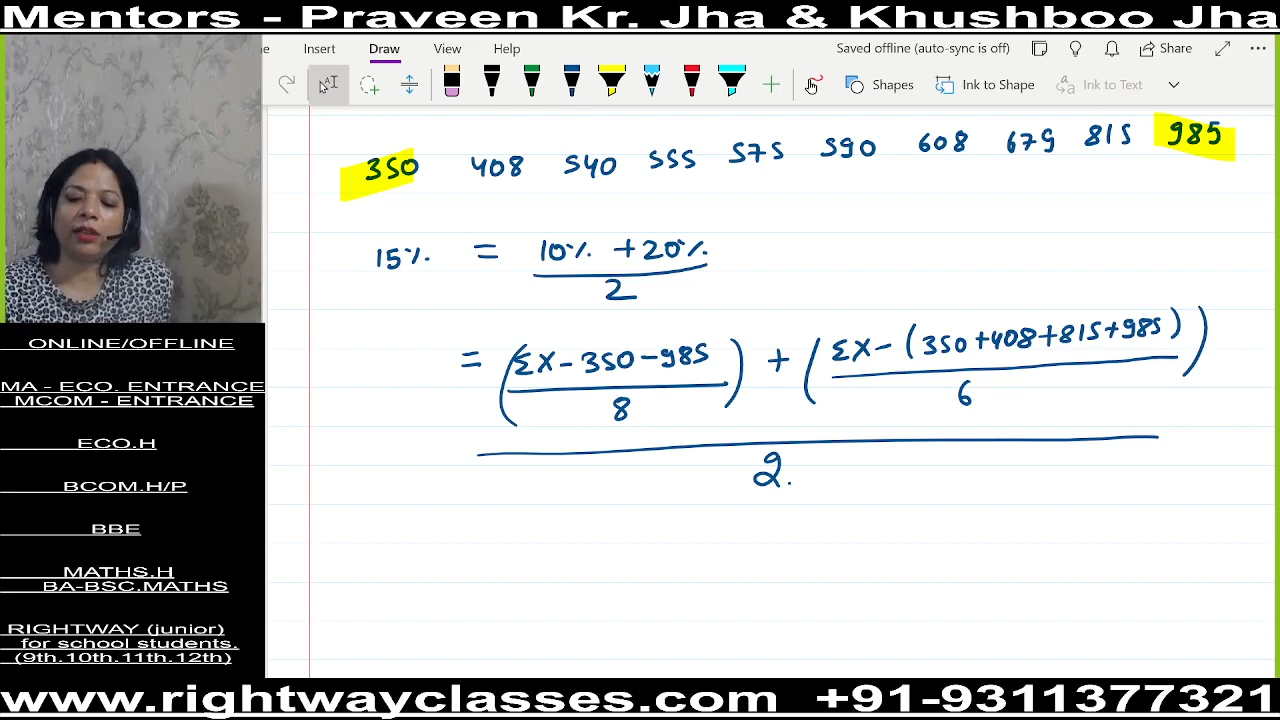 Mentors - Praveen Kr. Jha & Khushboo Jha
Insert Draw View Help Saved offline (auto-sync is off) Share
Shapes Ink to Shape Ink to Text
350 408 540 555 575 590 608 679 815 985
15% = 10% + 20%
2
= (ΣX - 350 - 985) + (ΣX - (350+408+815+985))
8 6
2.
ONLINE/OFFLINE
MA - ECO. ENTRANCE
MCOM - ENTRANCE
ECO.H
BCOM.H/P
BBE
MATHS.H
BA-BSC.MATHS
RIGHTWAY (junior)
for school students.
(9th.10th.11th.12th)
www.rightwayclasses.com +91-9311377321